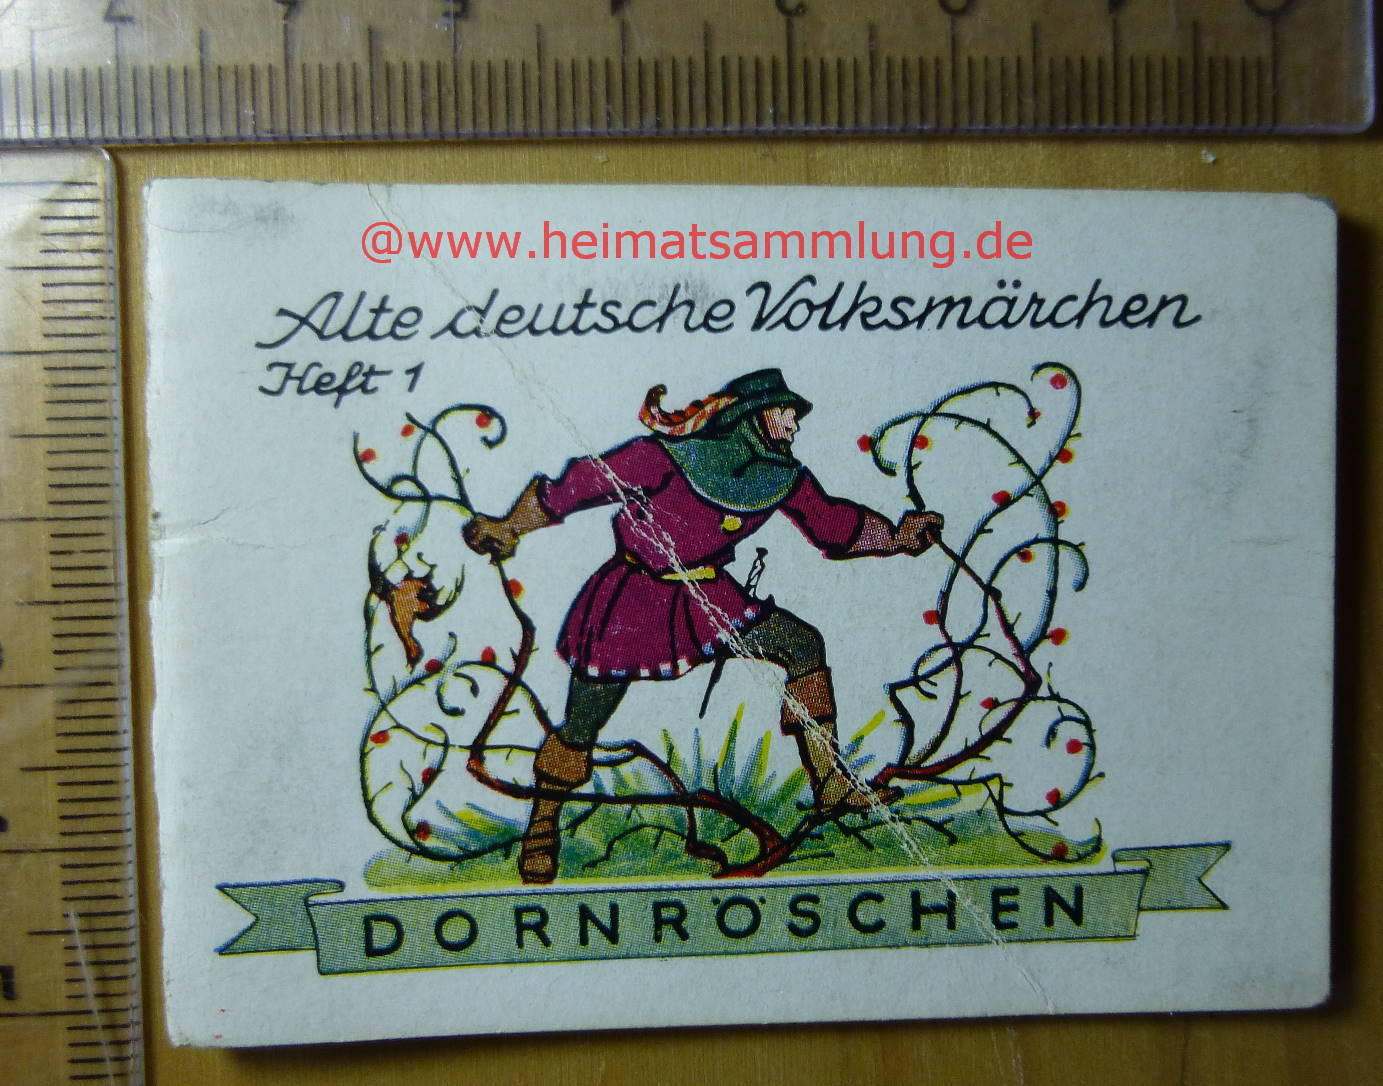 @www.heimatsammlung.de
Alte deutsche Volksmärchen
Heft 1
DORNRÖSCHEN